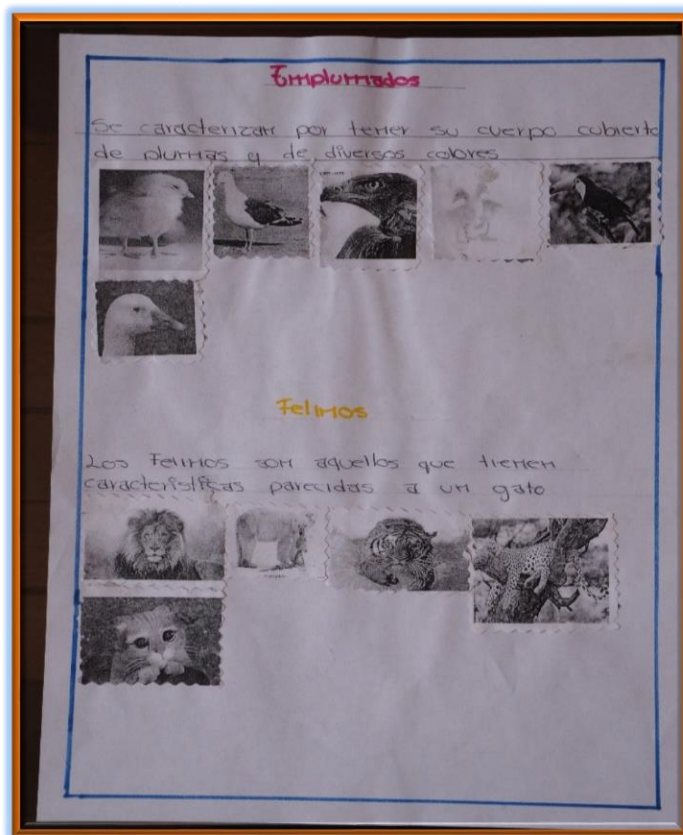 Emplumados
Se caracterizan por tener su cuerpo cubierto
de plumas y de diversos colores
Felinos
Los Felinos son aquellos que tienen
características parecidas a un gato